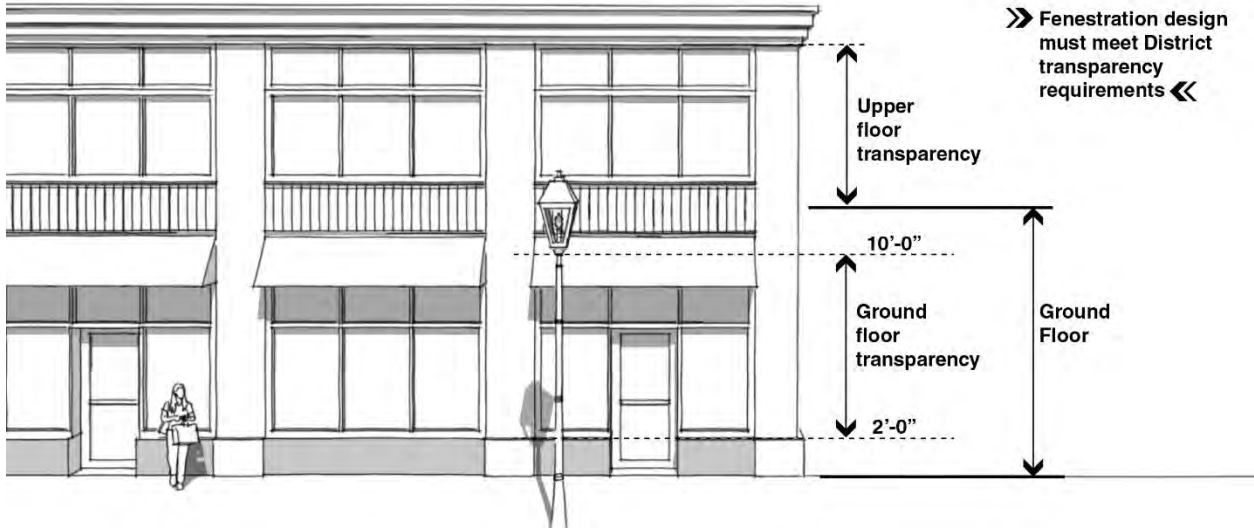 » Fenestration design
must meet District
transparency
requirements «
Upper
floor
transparency
10’-0”
Ground
floor
transparency
Ground
Floor
2’-0”